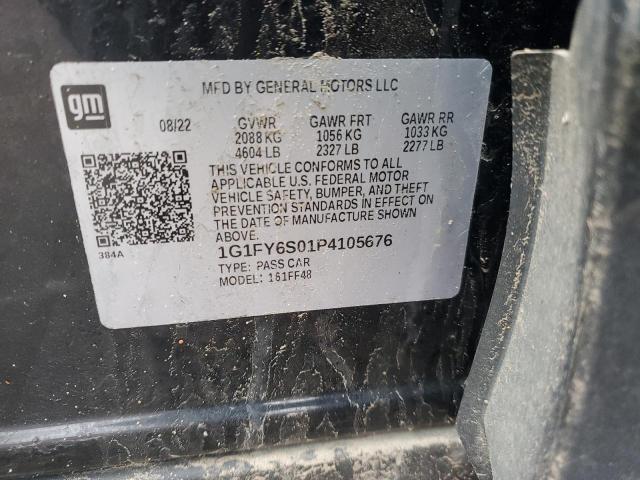 MFD BY GENERAL MOTORS LLC
gm
08/22 GVWR GAWR FRT GAWR RR
2088 KG 1056 KG 1033 KG
4604 LB 2327 LB 2277 LB
THIS VEHICLE CONFORMS TO ALL
APPLICABLE U.S. FEDERAL MOTOR
VEHICLE SAFETY, BUMPER, AND THEFT
PREVENTION STANDARDS IN EFFECT ON
THE DATE OF MANUFACTURE SHOWN
ABOVE.
384A
1G1FY6S01P4105676
TYPE: PASS CAR
MODEL: 161FF48